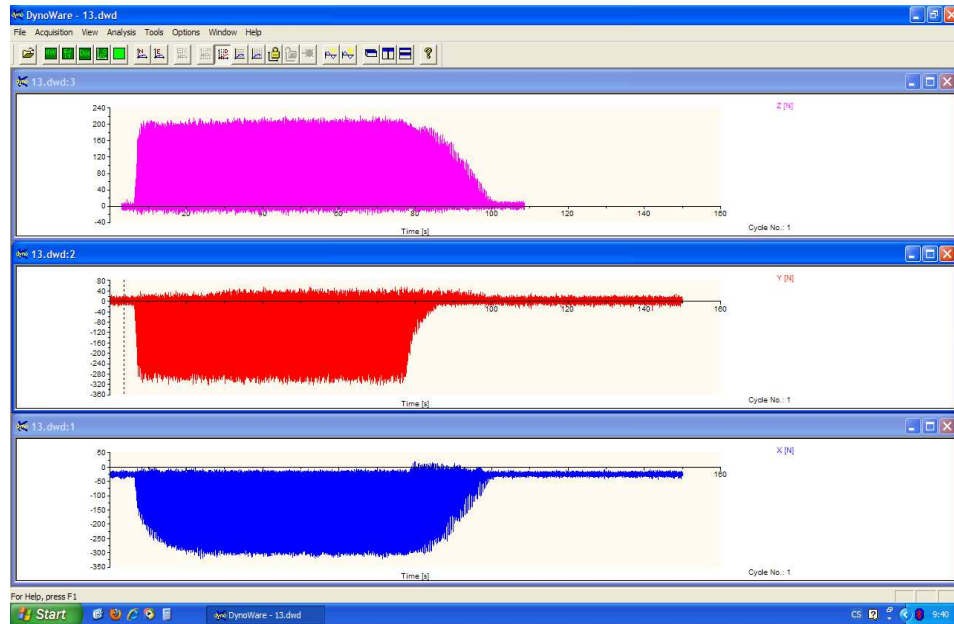 DynoWare - 13.dwd
File Acquisition View Analysis Tools Options Window Help
13.dwd:3
Z [N]
240
200
160
120
80
40
0
-40
20 40 60 80 100 120 140 160
Time [s]
Cycle No.: 1
13.dwd:2
Y [N]
80
40
0
-40
-80
-120
-160
-200
-240
-280
-320
-360
100 120 140 160
Time [s]
Cycle No.: 1
13.dwd:1
X [N]
50
0
-50
-100
-150
-200
-250
-300
-350
160
Time [s]
Cycle No.: 1
For Help, press F1
Start
DynoWare - 13.dwd
CS
9:40